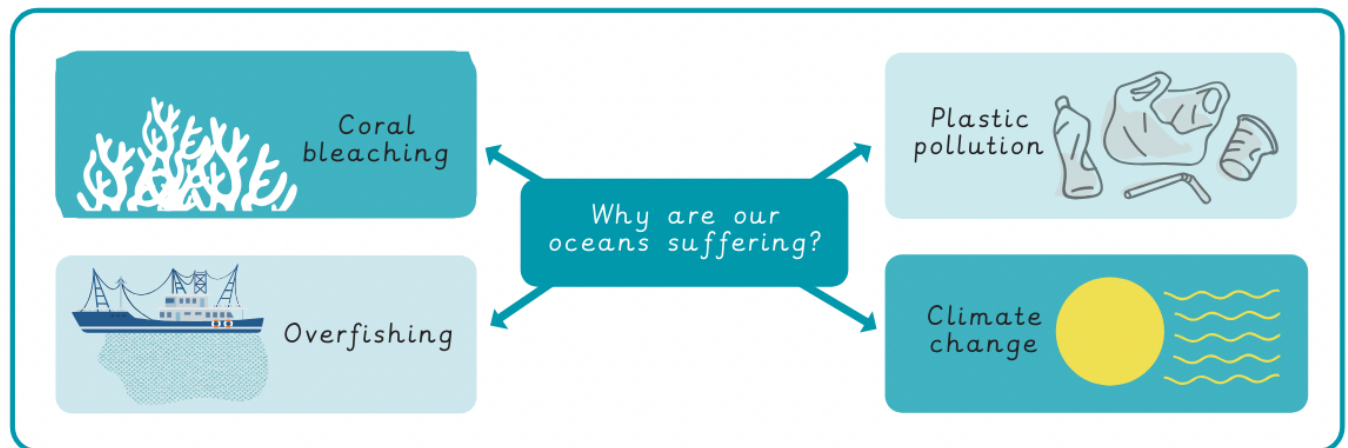 Coral
bleaching
Plastic
pollution
Why are our
oceans suffering?
Overfishing
Climate
change